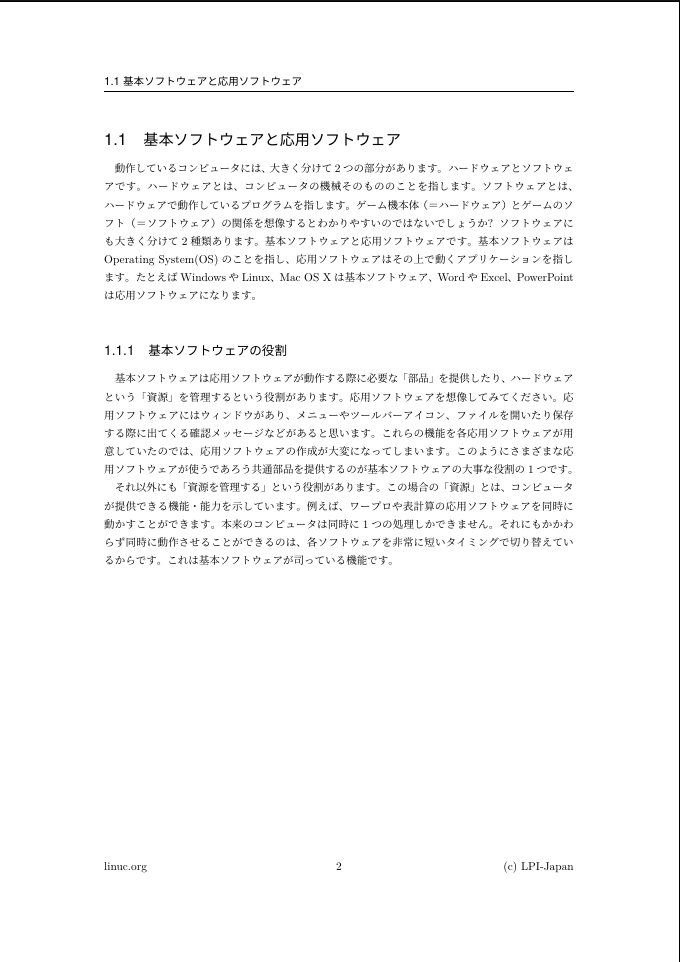 1.1 基本ソフトウェアと応用ソフトウェア
1.1 基本ソフトウェアと応用ソフトウェア
動作しているコンピュータには、大きく分けて 2 つの部分があります。ハードウェアとソフトウェ
アです。ハードウェアとは、コンピュータの機械そのもののことを指します。ソフトウェアとは、
ハードウェアで動作しているプログラムを指します。ゲーム機本体（＝ハードウェア）とゲームのソ
フト（＝ソフトウェア）の関係を想像するとわかりやすいのではないでしょうか？ソフトウェアに
も大きく分けて 2 種類あります。基本ソフトウェアと応用ソフトウェアです。基本ソフトウェアは
Operating System(OS) のことを指し、応用ソフトウェアはその上で動くアプリケーションを指し
ます。たとえば Windows や Linux、Mac OS X は基本ソフトウェア、Word や Excel、PowerPoint
は応用ソフトウェアになります。
1.1.1 基本ソフトウェアの役割
基本ソフトウェアは応用ソフトウェアが動作する際に必要な「部品」を提供したり、ハードウェア
という「資源」を管理するという役割があります。応用ソフトウェアを想像してみてください。応
用ソフトウェアにはウィンドウがあり、メニューやツールバーアイコン、ファイルを開いたり保存
する際に出てくる確認メッセージなどがあると思います。これらの機能を各応用ソフトウェアが用
意していたのでは、応用ソフトウェアの作成が大変になってしまいます。このようにさまざまな応
用ソフトウェアが使うであろう共通部品を提供するのが基本ソフトウェアの大事な役割の 1 つです。
それ以外にも「資源を管理する」という役割があります。この場合の「資源」とは、コンピュータ
が提供できる機能・能力を示しています。例えば、ワープロや表計算の応用ソフトウェアを同時に
動かすことができます。本来のコンピュータは同時に 1 つの処理しかできません。それにもかかわ
らず同時に動作させることができるのは、各ソフトウェアを非常に短いタイミングで切り替えてい
るからです。これは基本ソフトウェアが司っている機能です。
linuc.org 2 (c) LPI-Japan